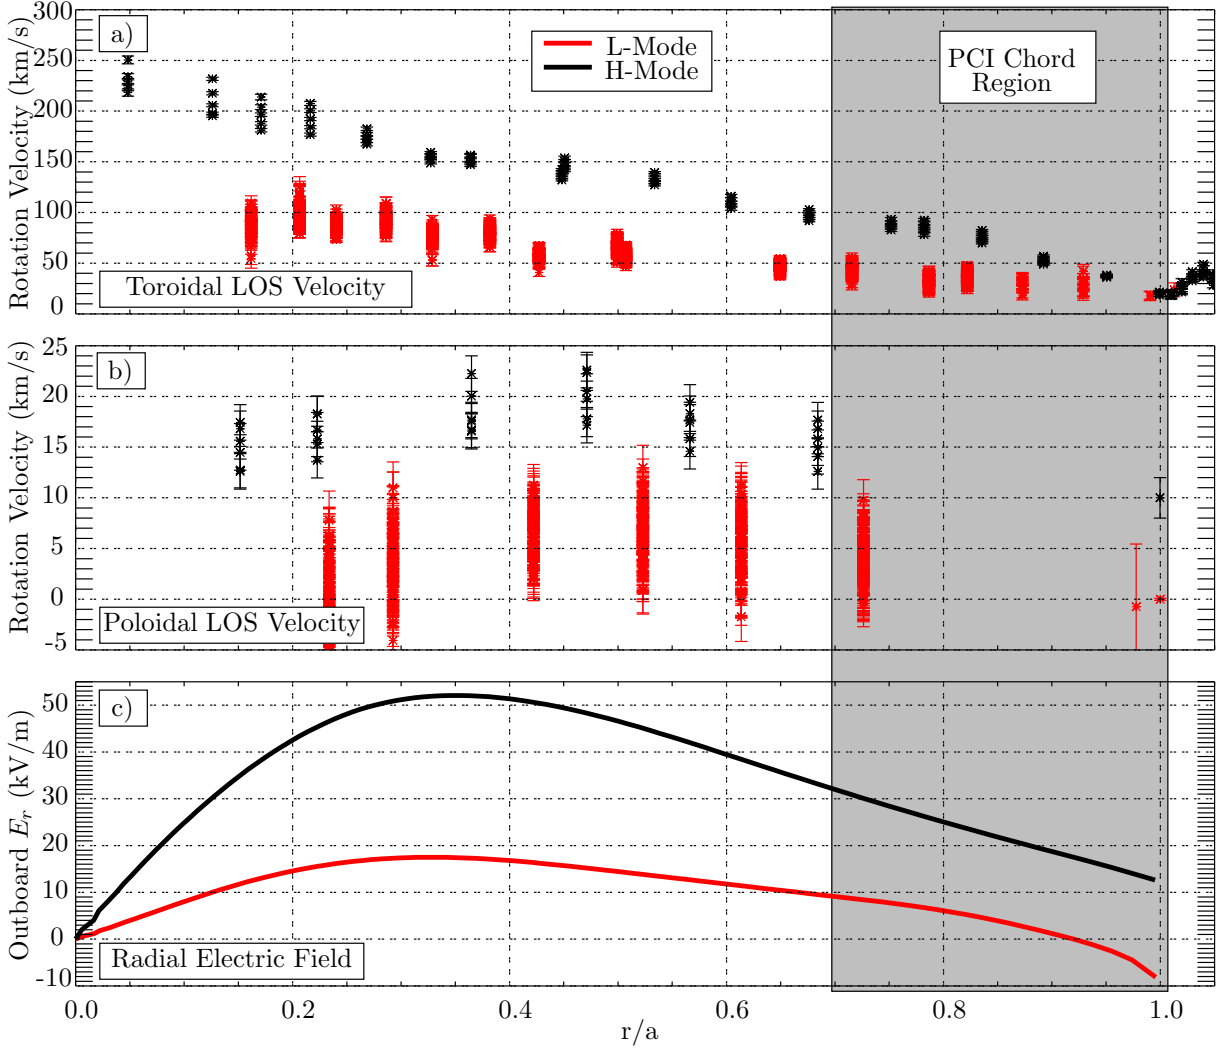 300
250
200
150
100
50
0
Rotation Velocity (km/s)
a)
L-Mode
H-Mode
PCI Chord
Region
Toroidal LOS Velocity
25
20
15
10
5
0
-5
Rotation Velocity (km/s)
b)
Poloidal LOS Velocity
50
40
30
20
10
0
-10
Outboard E_r (kV/m)
c)
Radial Electric Field
0.0
0.2
0.4
0.6
0.8
1.0
r/a